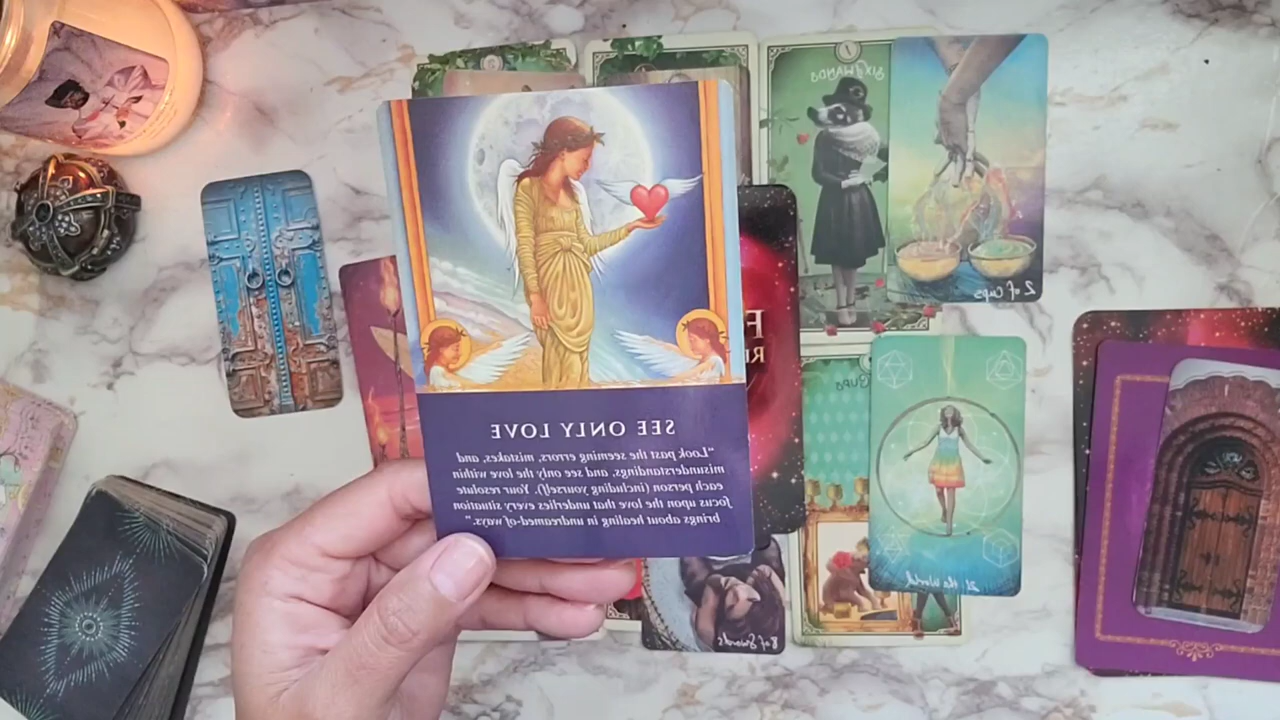 SIX OF WANDS
2 of Cups
SEE ONLY LOVE
"Look past the seeming errors, mistakes, and
misunderstandings, and see only the love within
each person (including yourself). Your resolute
focus upon the love that underlies every situation
brings about healing in undreamed-of ways."
CUPS
21 the World
8 of Swords